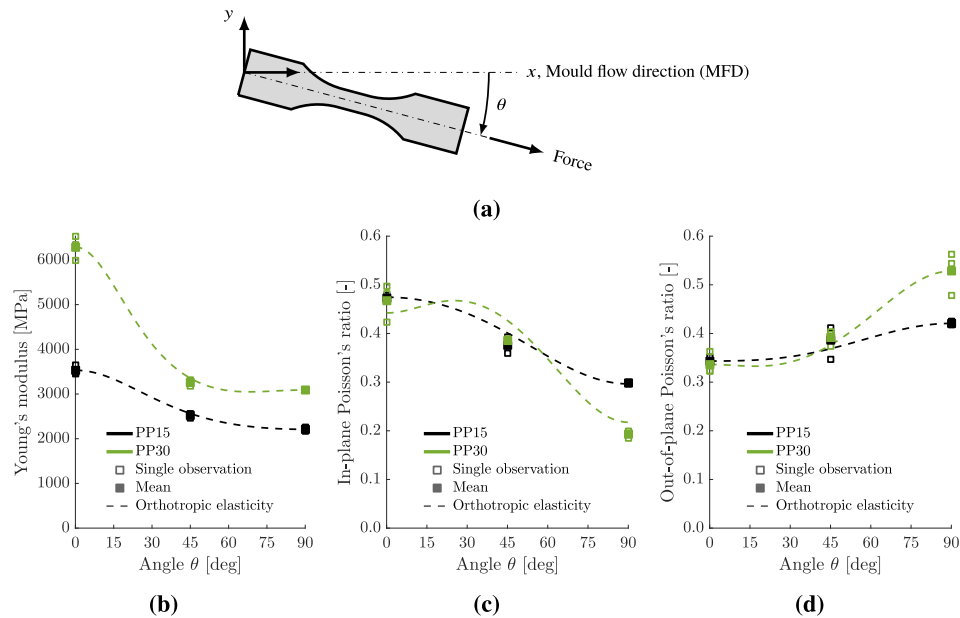 y
x, Mould flow direction (MFD)
θ
Force
(a)
Young's modulus [MPa]
6000
5000
4000
3000
2000
1000
0
PP15
PP30
Single observation
Mean
Orthotropic elasticity
0 15 30 45 60 75 90
Angle θ [deg]
(b)
In-plane Poisson's ratio [-]
0.6
0.5
0.4
0.3
0.2
0.1
0.0
PP15
PP30
Single observation
Mean
Orthotropic elasticity
0 15 30 45 60 75 90
Angle θ [deg]
(c)
Out-of-plane Poisson's ratio [-]
0.6
0.5
0.4
0.3
0.2
0.1
0.0
PP15
PP30
Single observation
Mean
Orthotropic elasticity
0 15 30 45 60 75 90
Angle θ [deg]
(d)